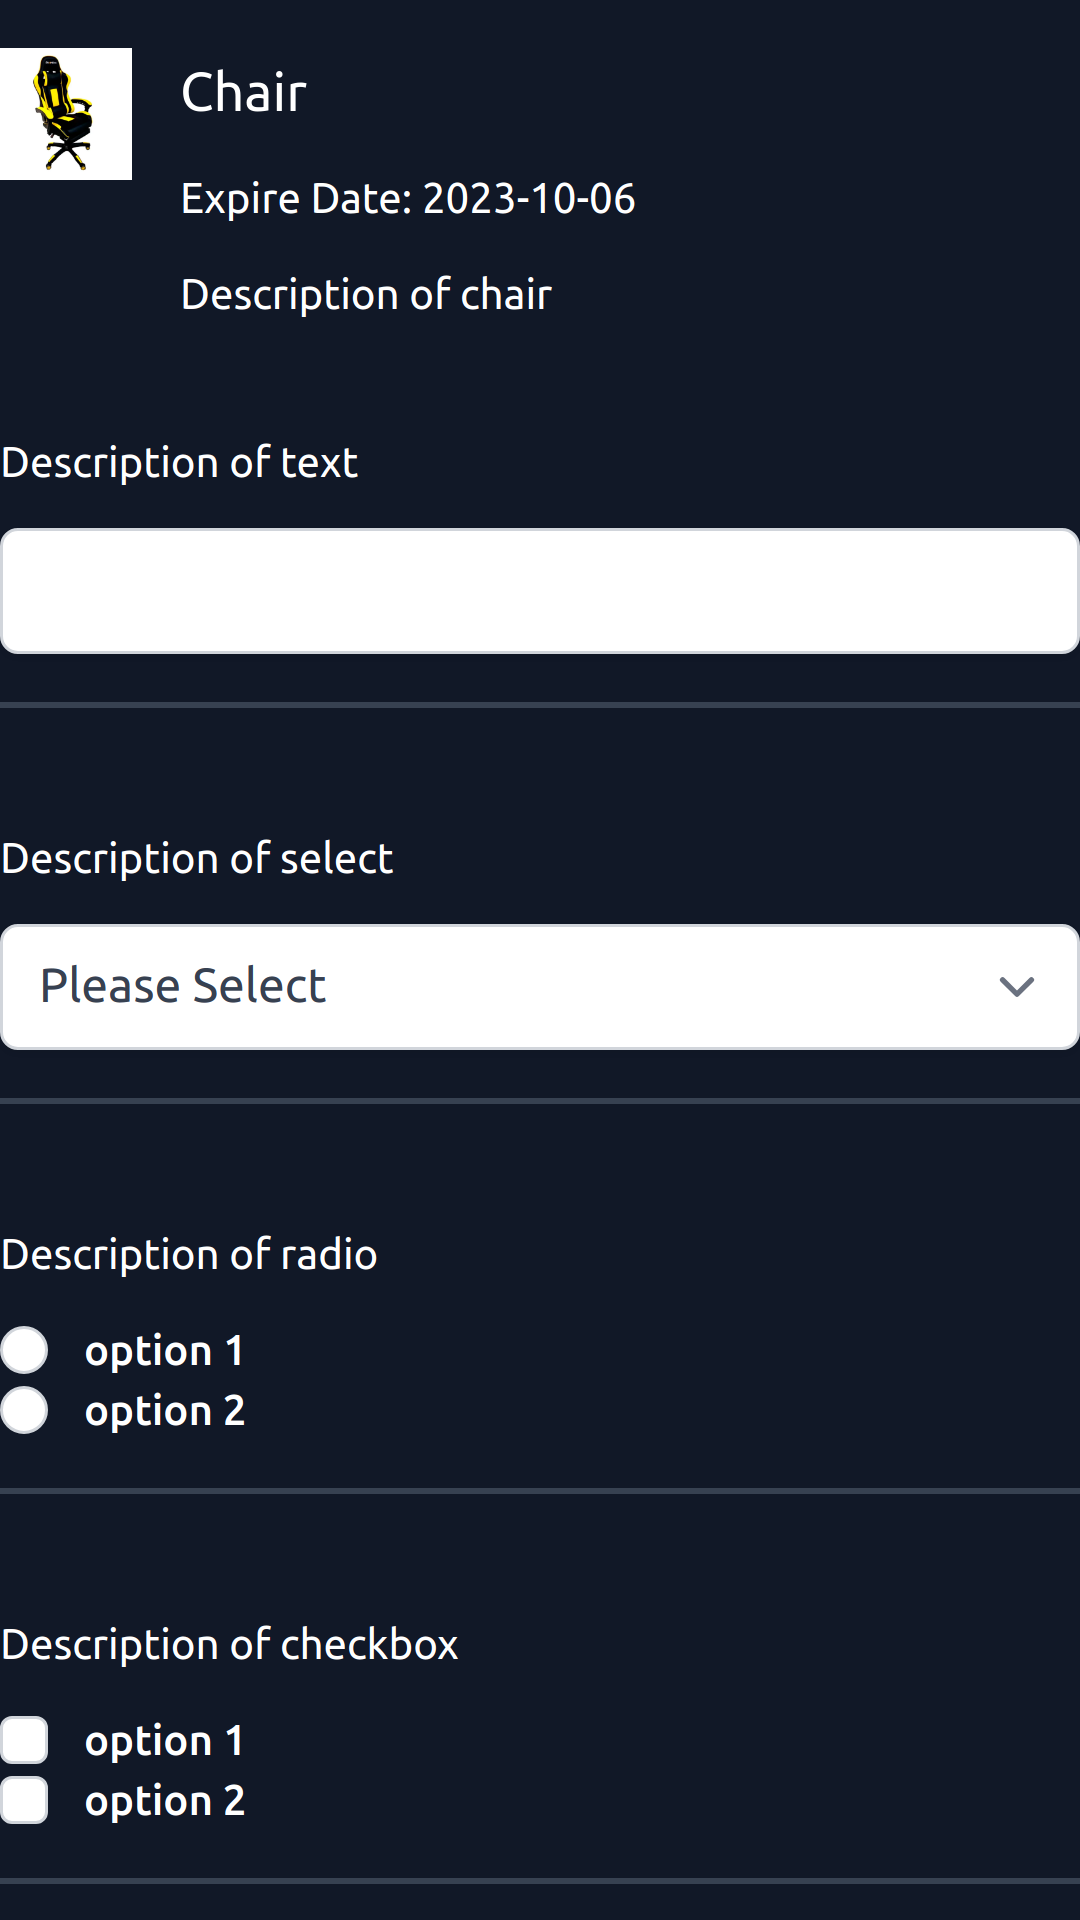 Chair
Expire Date: 2023-10-06
Description of chair
Description of text
Description of select
Please Select
Description of radio
option 1
option 2
Description of checkbox
option 1
option 2